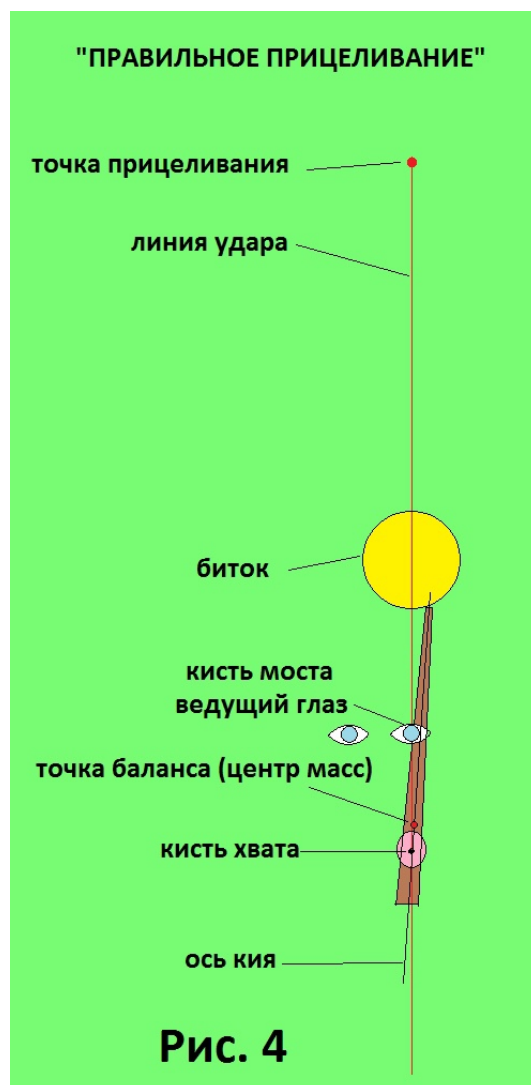 "ПРАВИЛЬНОЕ ПРИЦЕЛИВАНИЕ"
точка прицеливания
линия удара
биток
кисть моста
ведущий глаз
точка баланса (центр масс)
кисть хвата
ось кия
Рис. 4